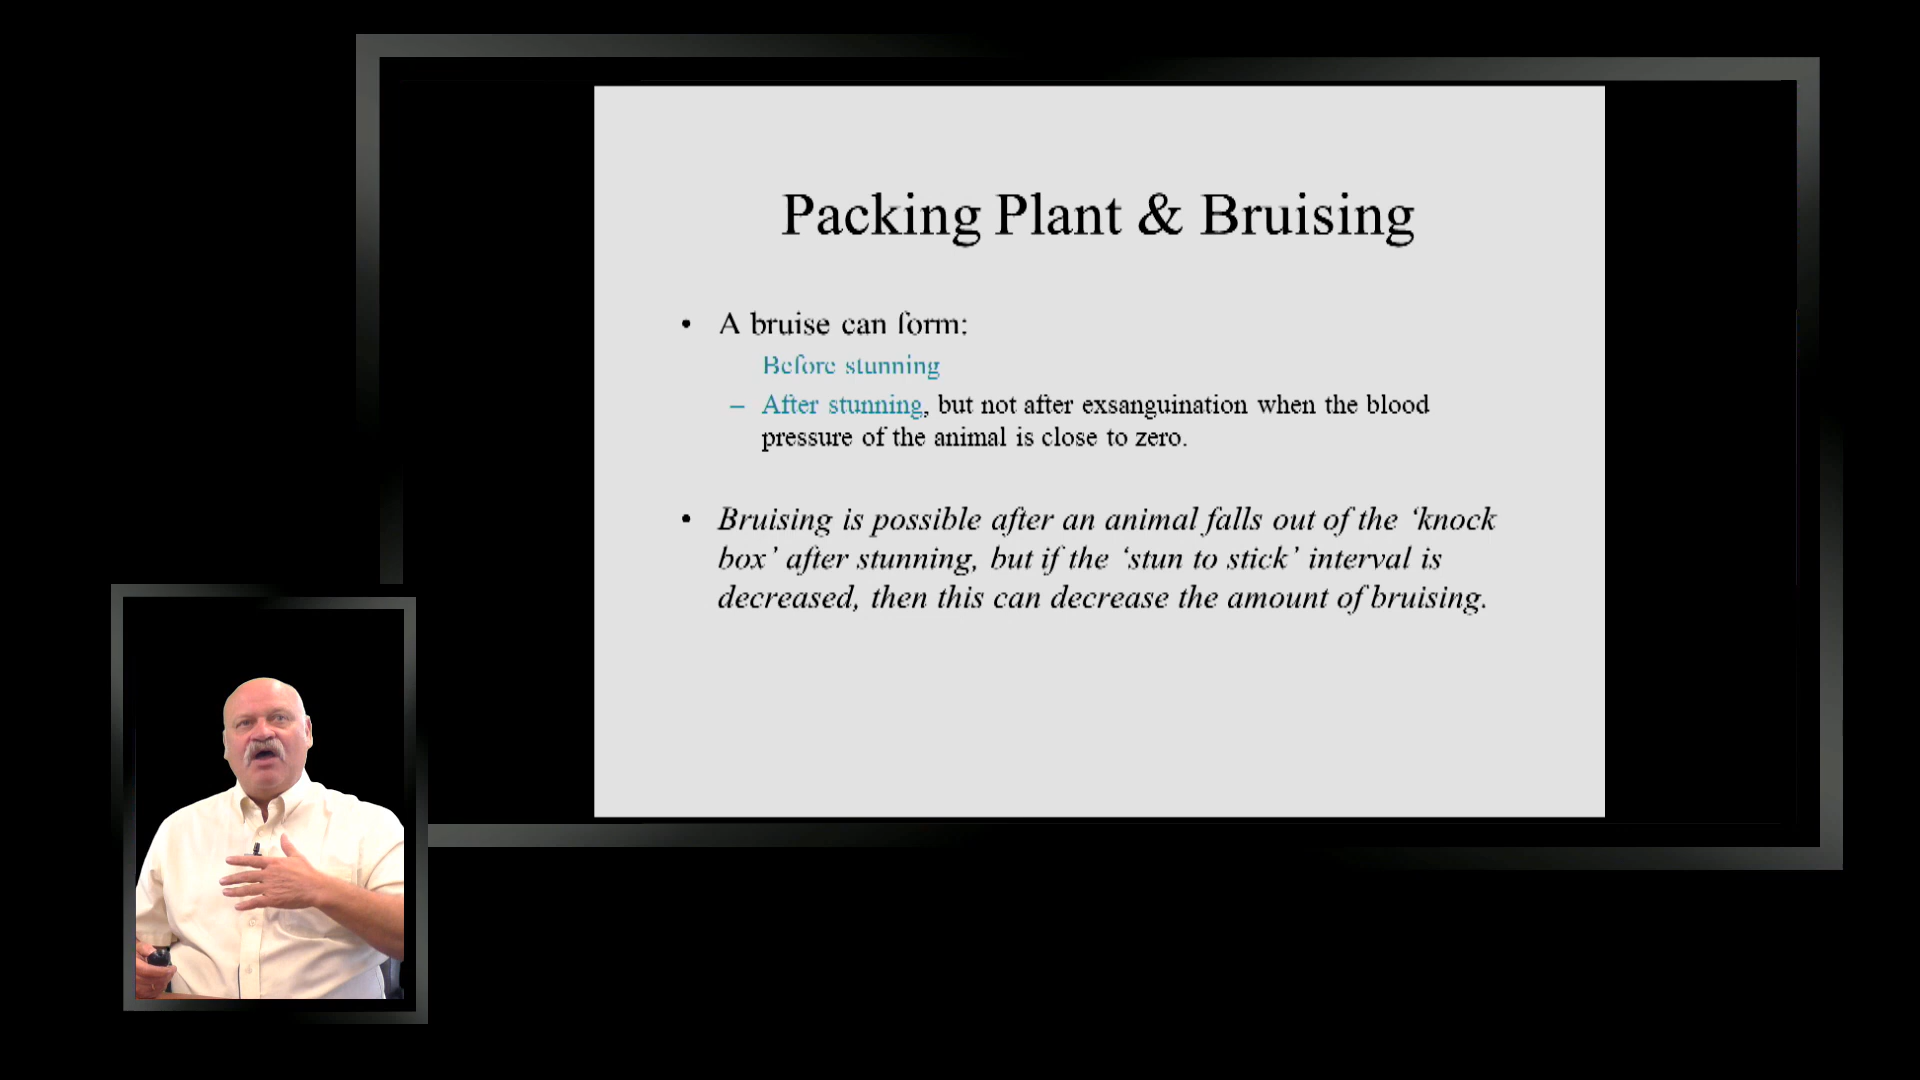 Packing Plant & Bruising
• A bruise can form:
Before stunning
– After stunning, but not after exsanguination when the blood
pressure of the animal is close to zero.
• Bruising is possible after an animal falls out of the ‘knock
box’ after stunning, but if the ‘stun to stick’ interval is
decreased, then this can decrease the amount of bruising.